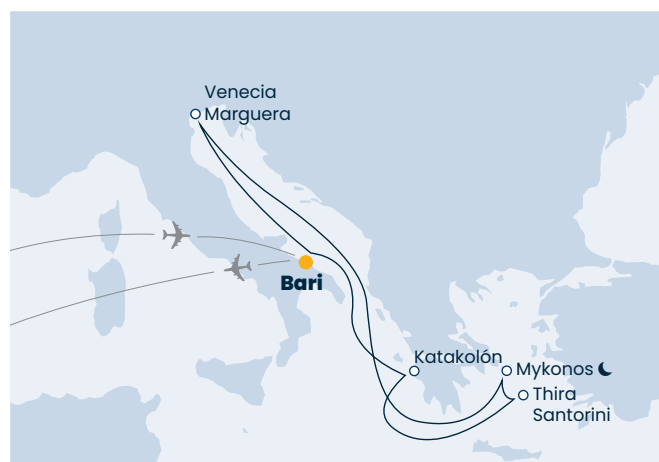 Venecia
Marguera
Bari
Katakolón
Mykonos
Thira
Santorini